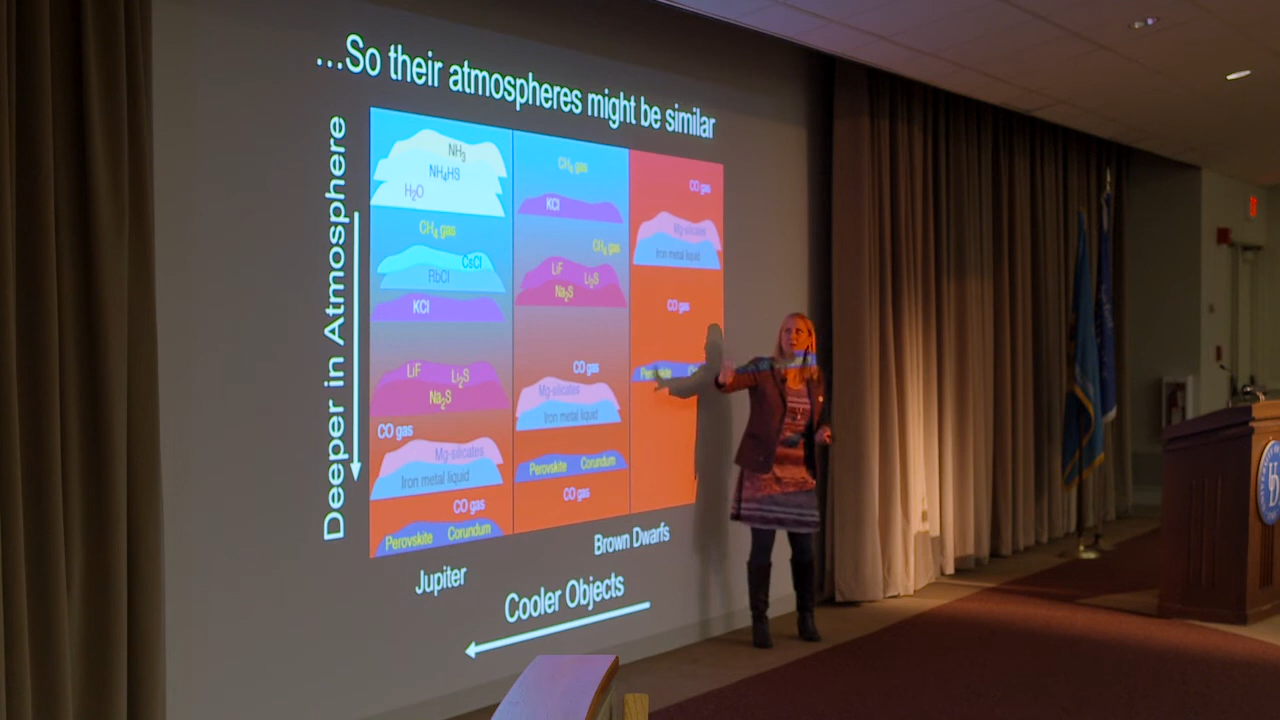 ...So their atmospheres might be similar
Deeper in Atmosphere
NH₃
NH₄HS
H₂O
CH₄ gas
CsCl
RbCl
KCl
LiF
Li₂S
Na₂S
CO gas
Mg-silicates
Iron metal liquid
CO gas
Perovskite Corundum
CH₄ gas
KCl
CH₄ gas
LiF
Li₂S
Na₂S
CO gas
Mg-silicates
Iron metal liquid
Perovskite Corundum
CO gas
CO gas
Mg-silicates
Iron metal liquid
CO gas
Jupiter
Brown Dwarfs
Cooler Objects